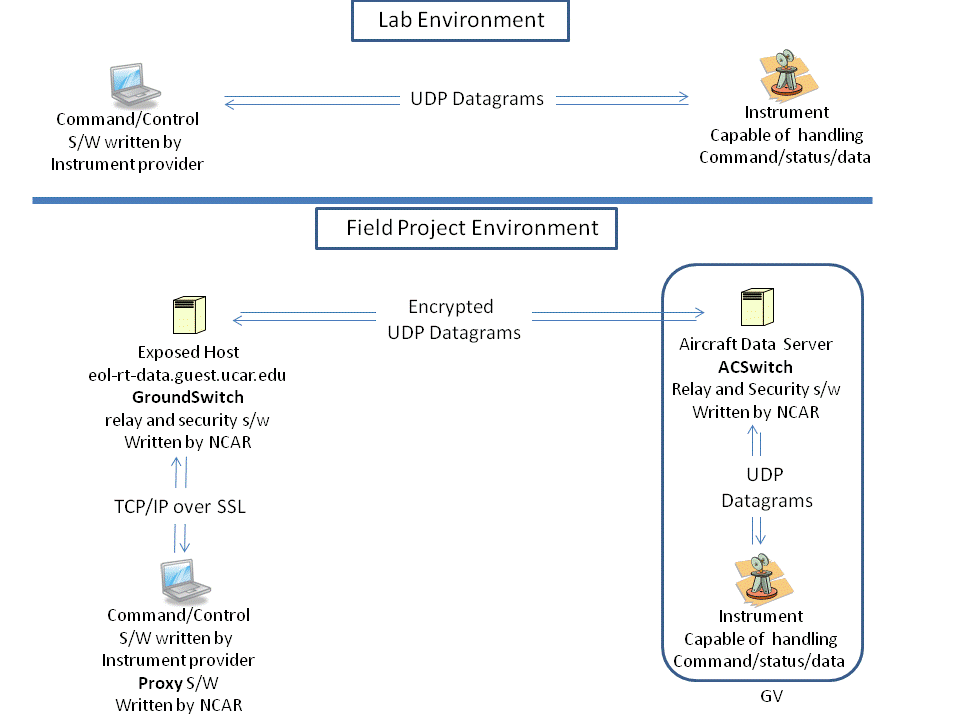 Lab Environment
UDP Datagrams
Command/Control
S/W written by
Instrument provider
Instrument
Capable of handling
Command/status/data
Field Project Environment
Encrypted
UDP Datagrams
Exposed Host
eol-rt-data.guest.ucar.edu
GroundSwitch
relay and security s/w
Written by NCAR
Aircraft Data Server
ACSwitch
Relay and Security s/w
Written by NCAR
TCP/IP over SSL
UDP
Datagrams
Command/Control
S/W written by
Instrument provider
Proxy S/W
Written by NCAR
Instrument
Capable of handling
Command/status/data
GV